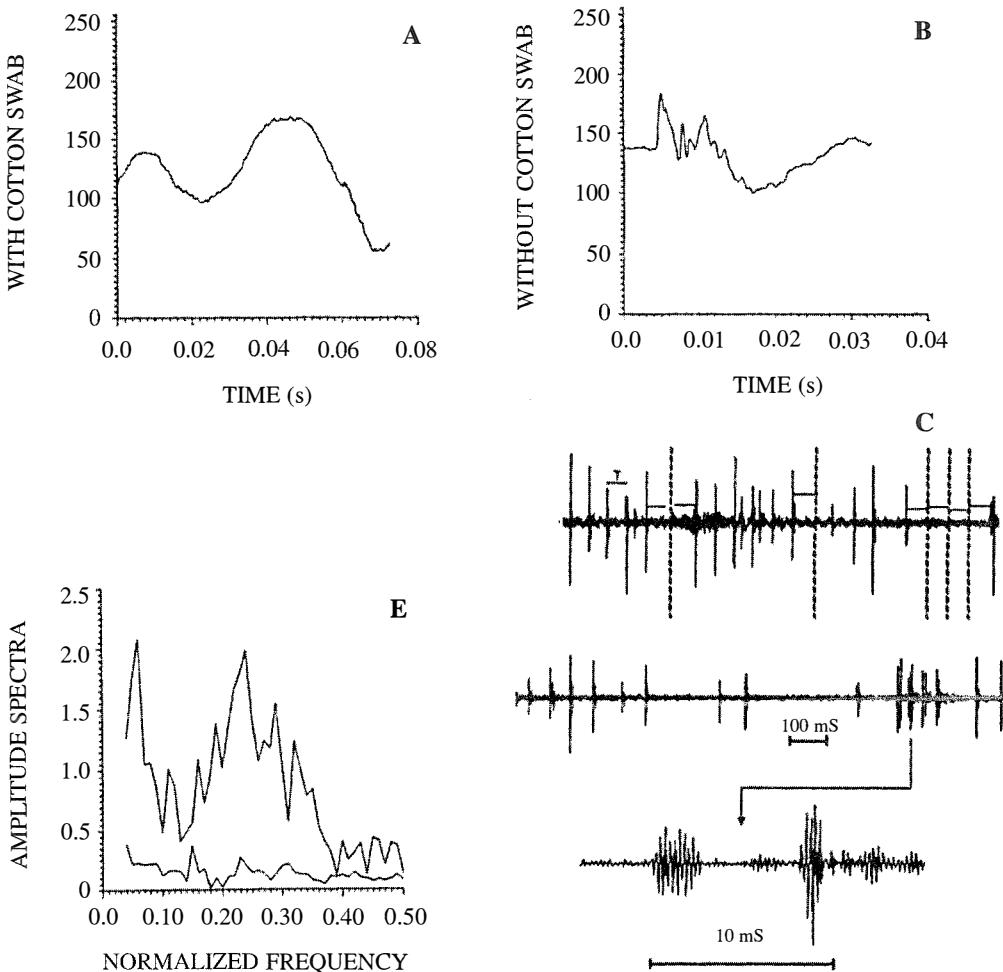 A
WITH COTTON SWAB
250
200
150
100
50
0
0.0 0.02 0.04 0.06 0.08
TIME (s)
B
WITHOUT COTTON SWAB
250
200
150
100
50
0
0.0 0.01 0.02 0.03 0.04
TIME (s)
C
T
100 mS
10 mS
E
AMPLITUDE SPECTRA
2.5
2.0
1.5
1.0
0.5
0
0.0 0.10 0.20 0.30 0.40 0.50
NORMALIZED FREQUENCY